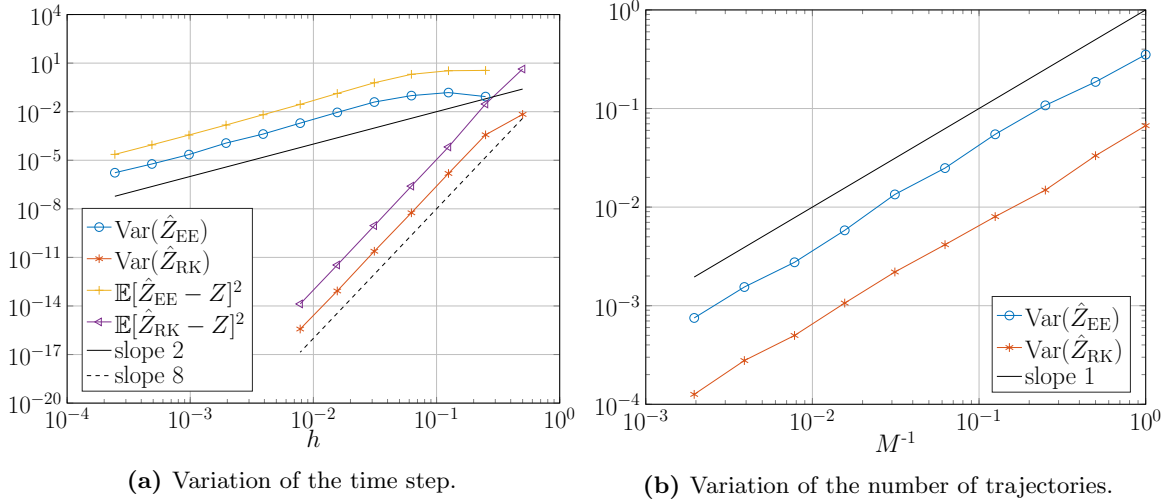 10^4
10^1
10^-2
10^-5
10^-8
10^-11
10^-14
10^-17
10^-20
Var(Ẑ_EE)
Var(Ẑ_RK)
𝔼[Ẑ_EE − Z]^2
𝔼[Ẑ_RK − Z]^2
slope 2
slope 8
10^-4 10^-3 10^-2 10^-1 10^0
h
(a) Variation of the time step.
10^0
10^-1
10^-2
10^-3
10^-4
Var(Ẑ_EE)
Var(Ẑ_RK)
slope 1
10^-3 10^-2 10^-1 10^0
M^-1
(b) Variation of the number of trajectories.